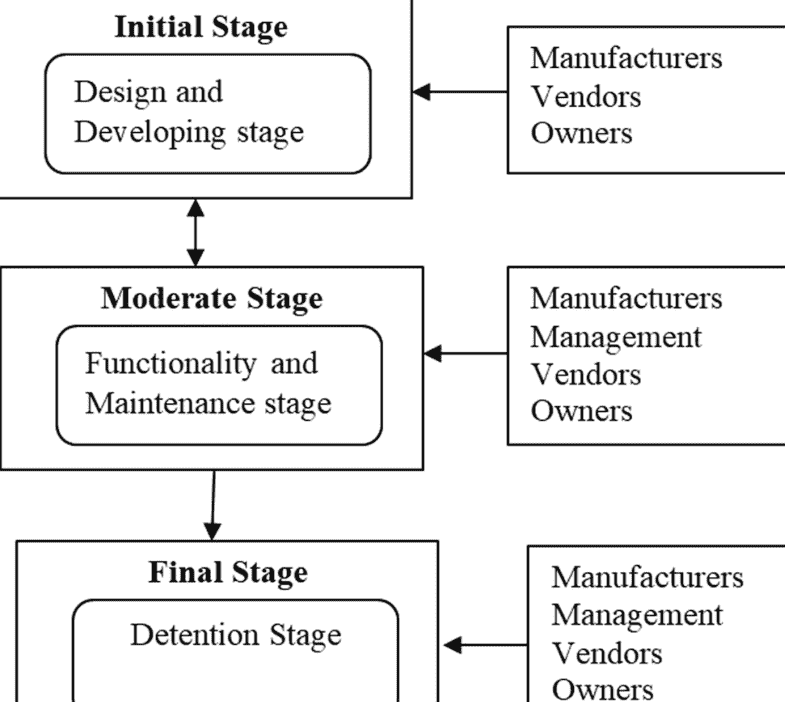 Initial Stage
Design and
Developing stage
Manufacturers
Vendors
Owners
Moderate Stage
Functionality and
Maintenance stage
Manufacturers
Management
Vendors
Owners
Final Stage
Detention Stage
Manufacturers
Management
Vendors
Owners